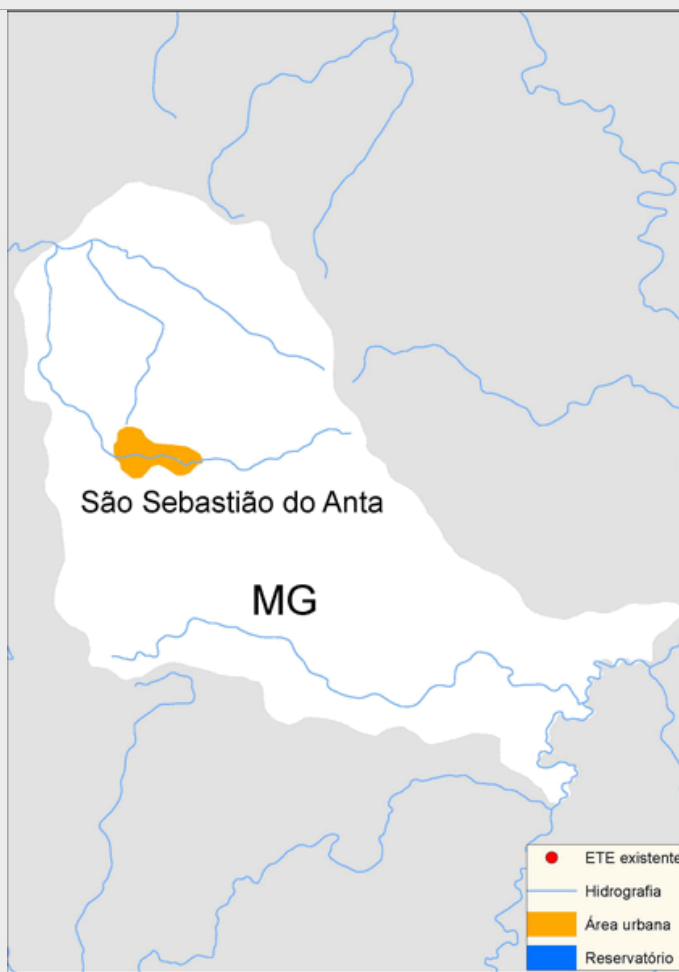 São Sebastião do Anta
MG
ETE existente
Hidrografia
Área urbana
Reservatório